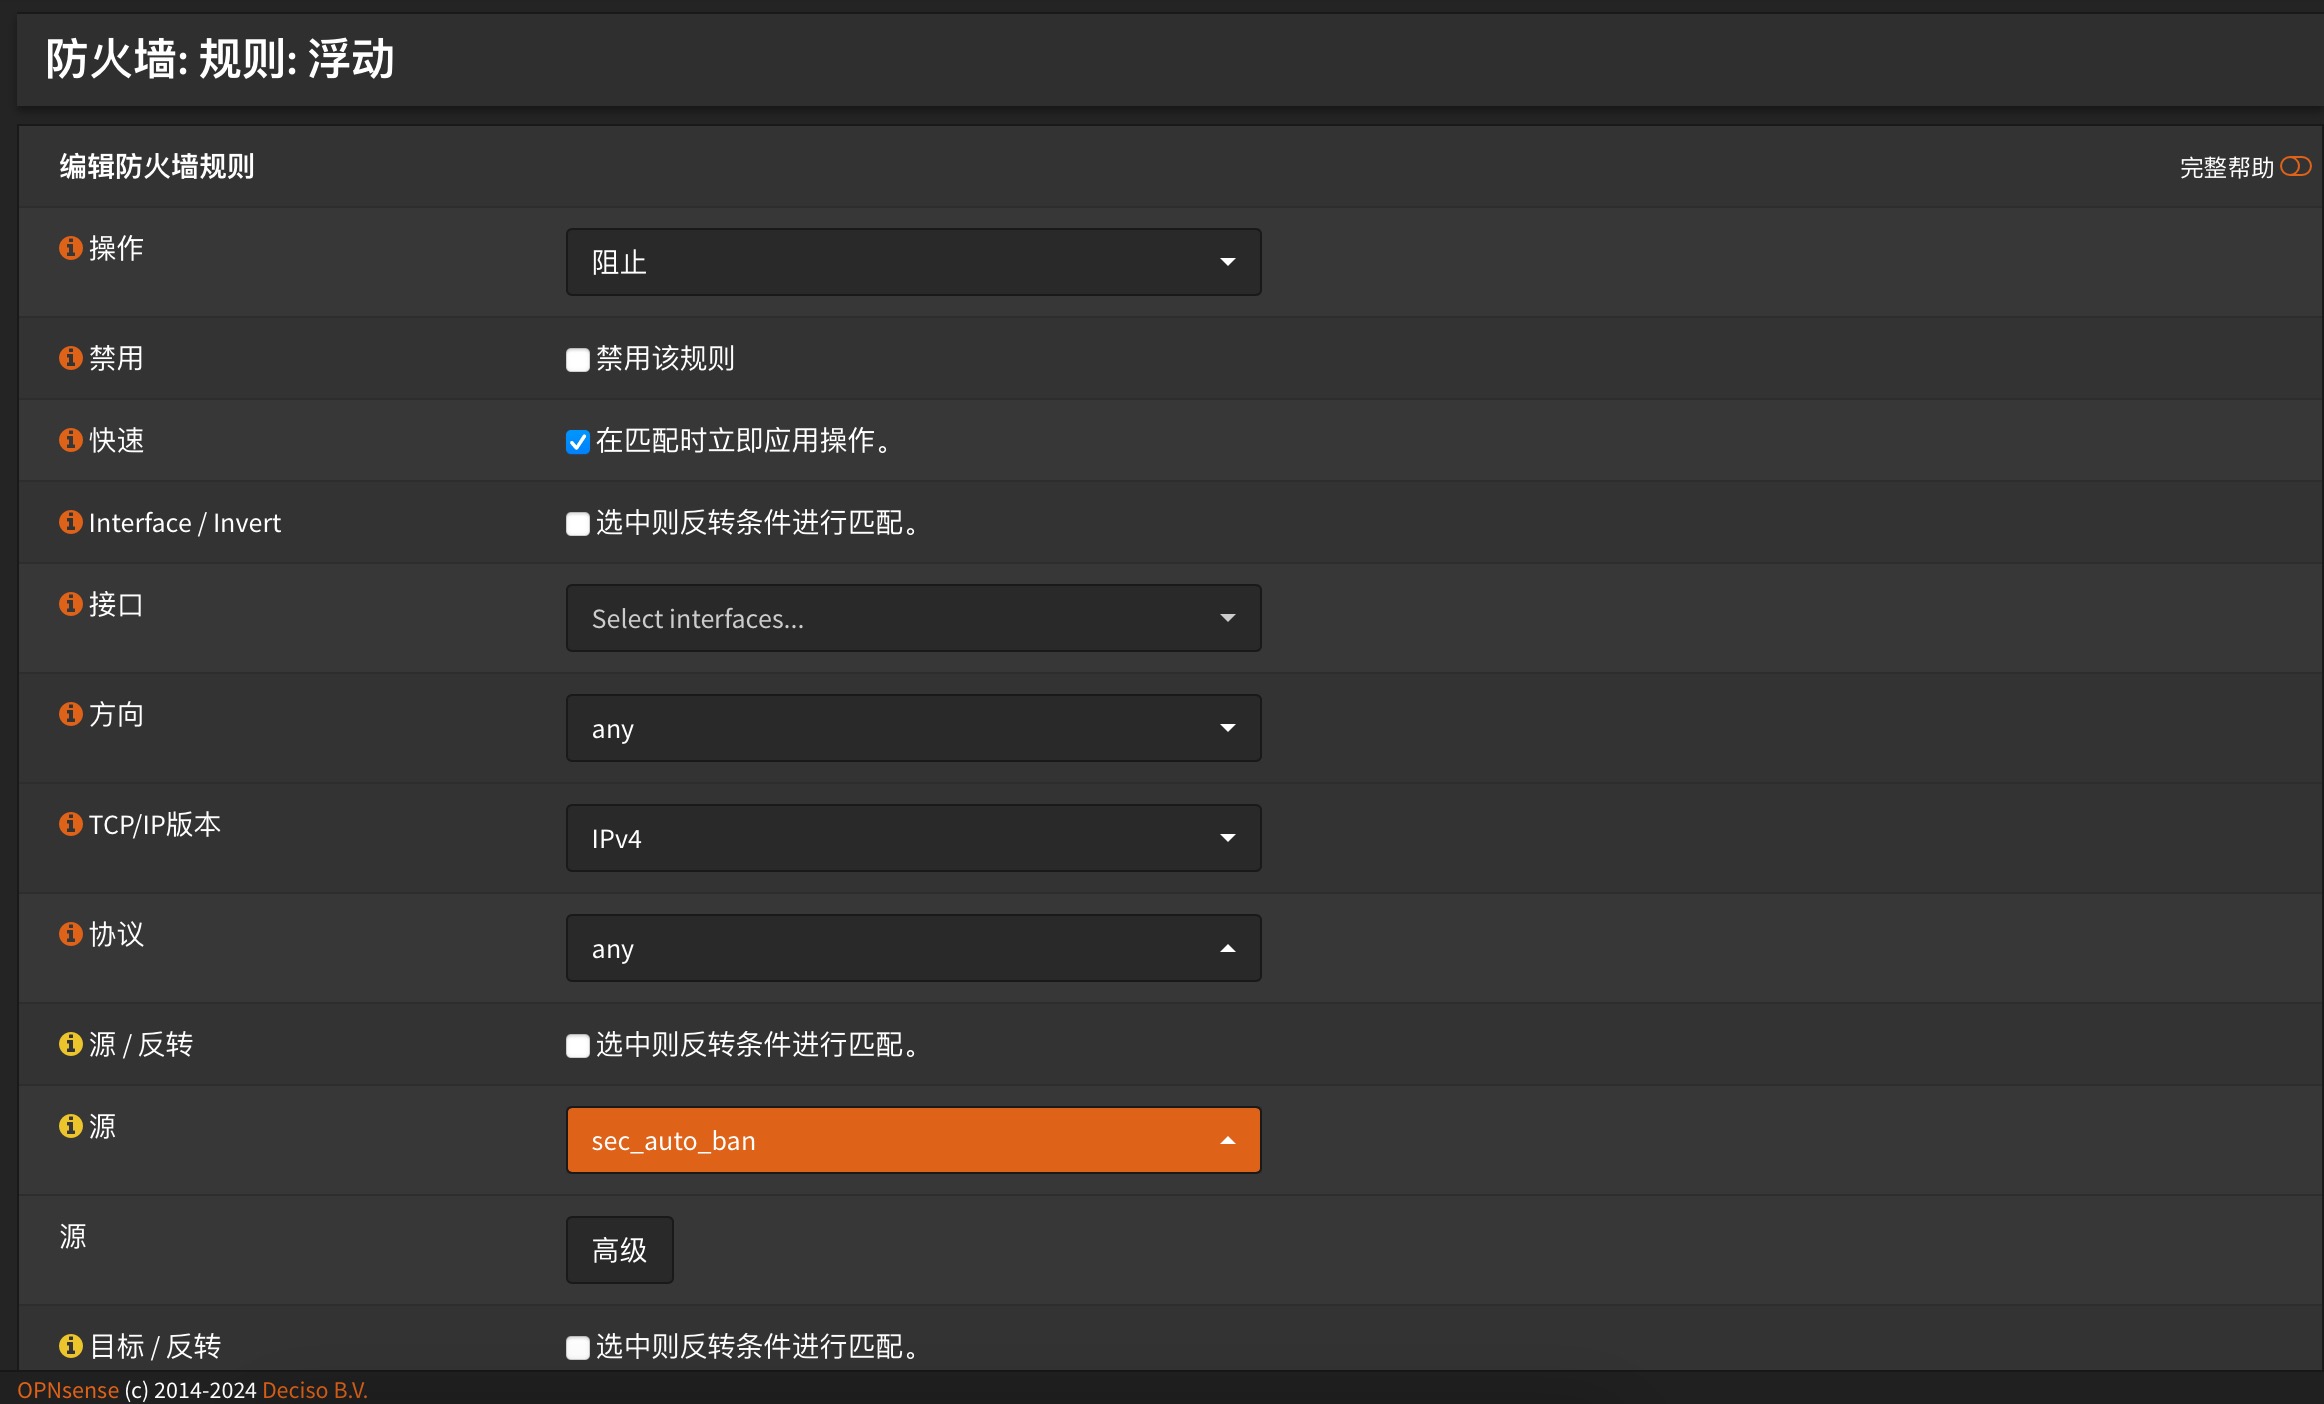 防火墙: 规则: 浮动
编辑防火墙规则
完整帮助
操作
阻止
禁用
禁用该规则
快速
在匹配时立即应用操作。
Interface / Invert
选中则反转条件进行匹配。
接口
Select interfaces...
方向
any
TCP/IP版本
IPv4
协议
any
源 / 反转
选中则反转条件进行匹配。
源
sec_auto_ban
源
高级
目标 / 反转
选中则反转条件进行匹配。
OPNsense (c) 2014-2024 Deciso B.V.